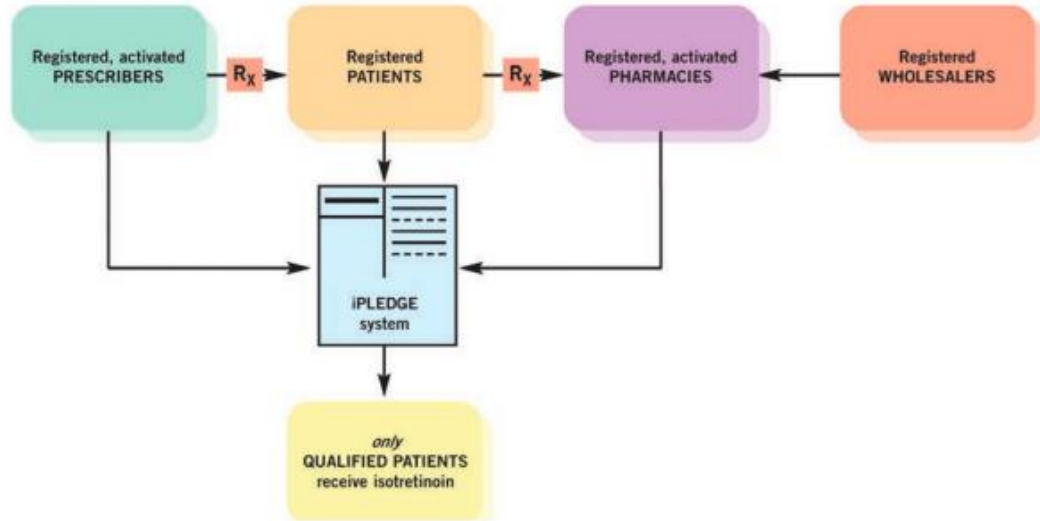 Registered, activated
PRESCRIBERS
Rx
Registered
PATIENTS
Rx
Registered, activated
PHARMACIES
Registered
WHOLESALERS
iPLEDGE
system
only
QUALIFIED PATIENTS
receive isotretinoin